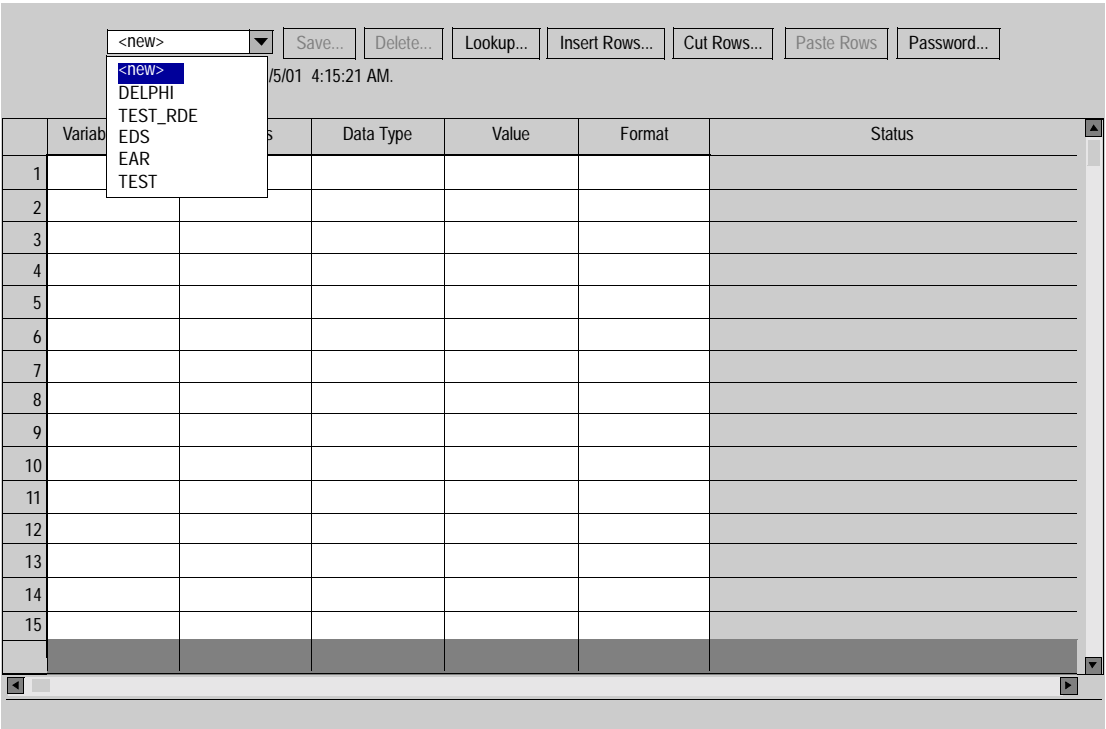 <new> Save... Delete... Lookup... Insert Rows... Cut Rows... Paste Rows Password...
<new>
/5/01 4:15:21 AM.
DELPHI
TEST_RDE
EDS
EAR
TEST
Variab s Data Type Value Format Status
1
2
3
4
5
6
7
8
9
10
11
12
13
14
15